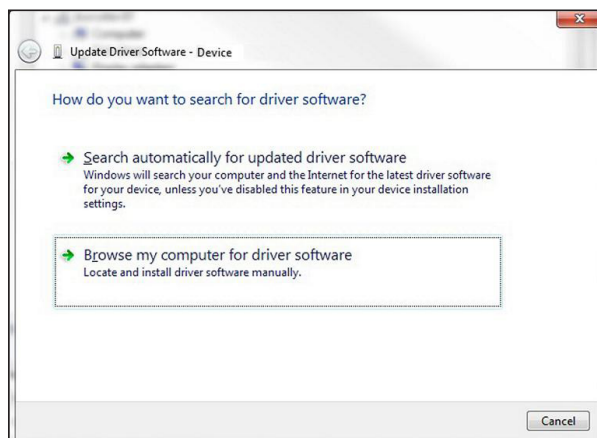 Computer
Update Driver Software - Device
How do you want to search for driver software?
Search automatically for updated driver software
Windows will search your computer and the Internet for the latest driver software
for your device, unless you've disabled this feature in your device installation
settings.
Browse my computer for driver software
Locate and install driver software manually.
Cancel